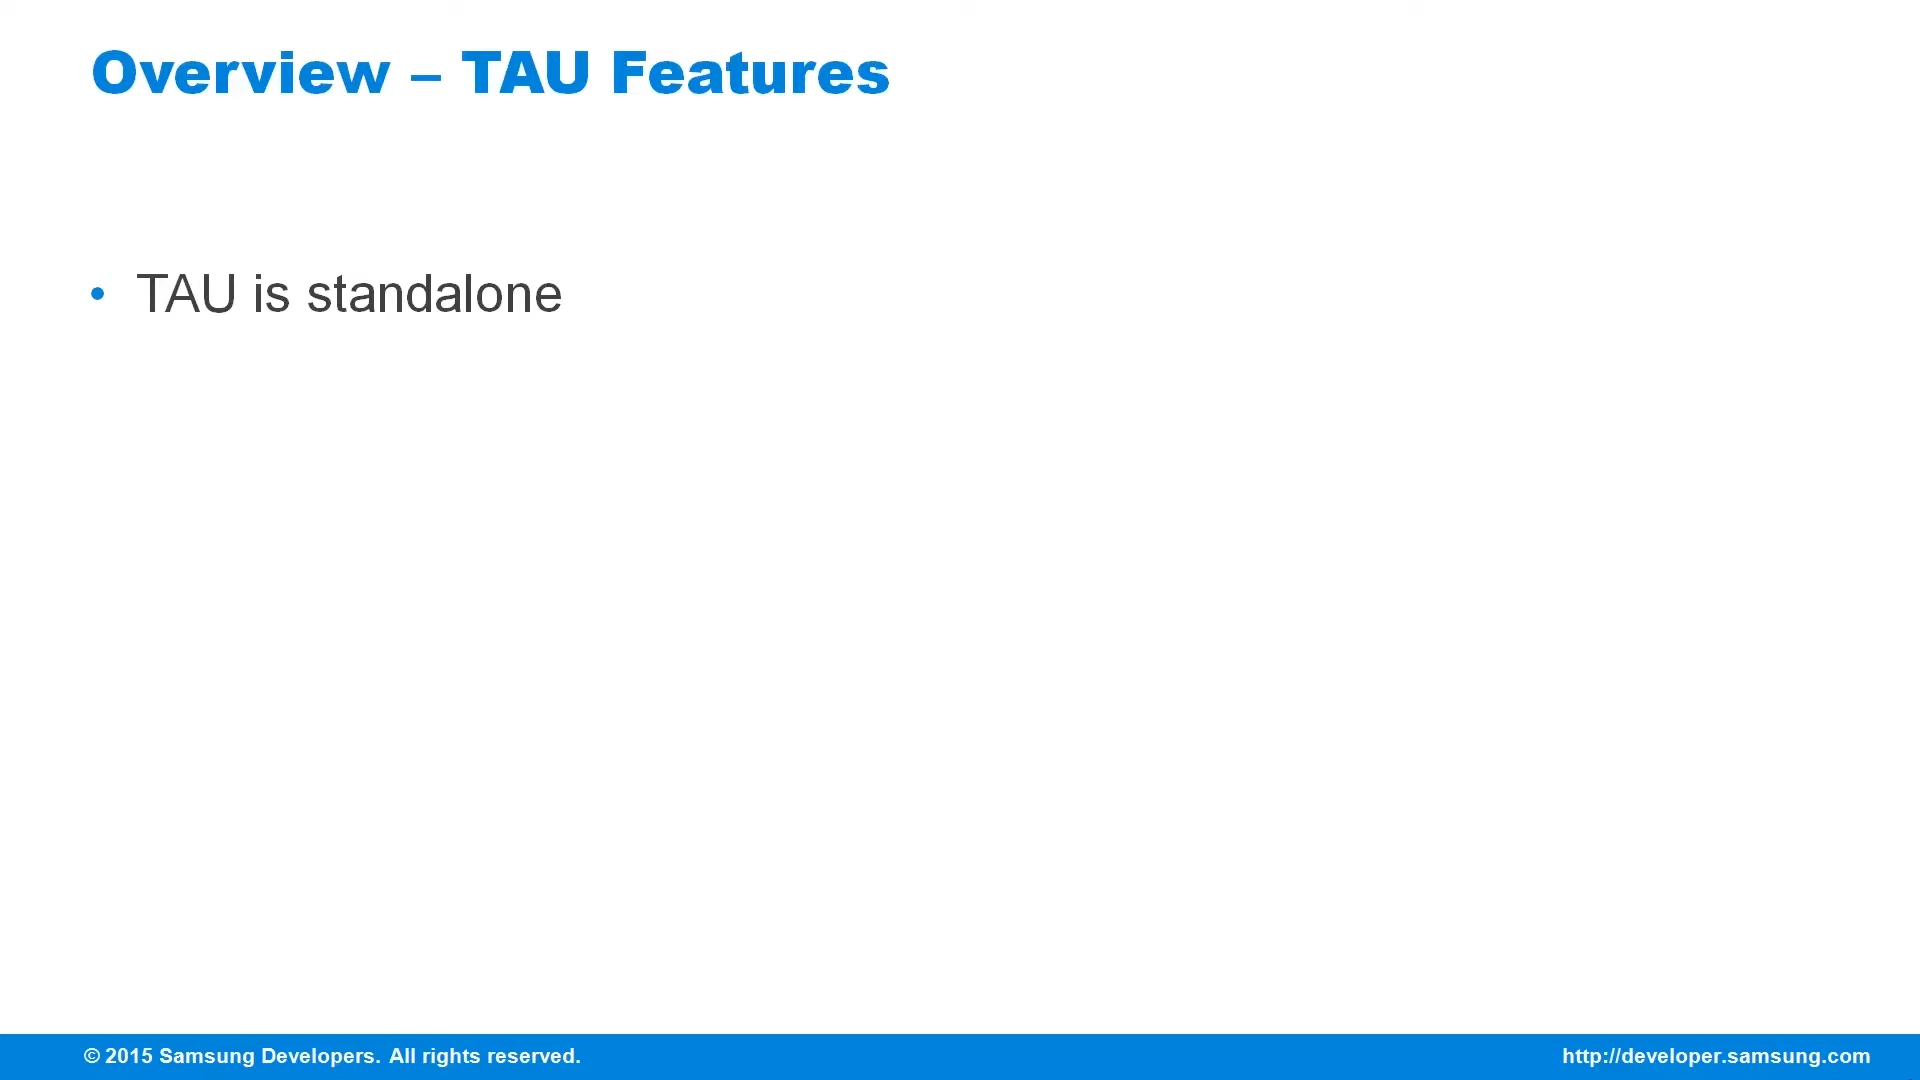 Overview – TAU Features
• TAU is standalone
© 2015 Samsung Developers. All rights reserved.
http://developer.samsung.com